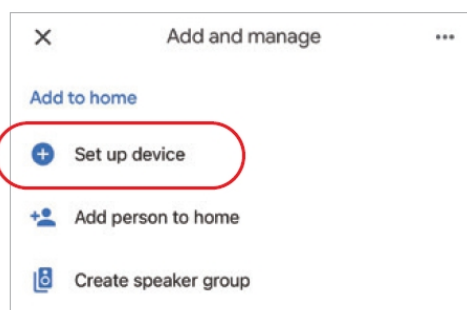 Add and manage
Add to home
Set up device
Add person to home
Create speaker group